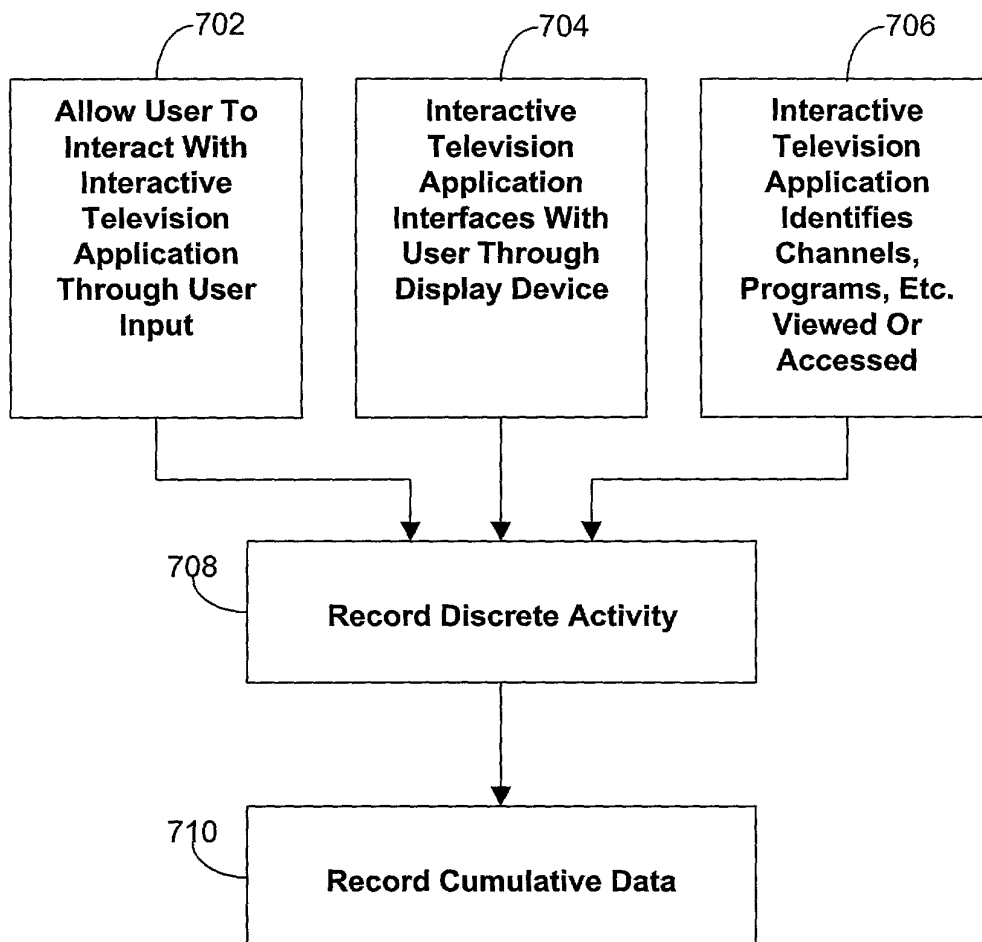 702
Allow User To
Interact With
Interactive
Television
Application
Through User
Input
704
Interactive
Television
Application
Interfaces With
User Through
Display Device
706
Interactive
Television
Application
Identifies
Channels,
Programs, Etc.
Viewed Or
Accessed
708
Record Discrete Activity
710
Record Cumulative Data